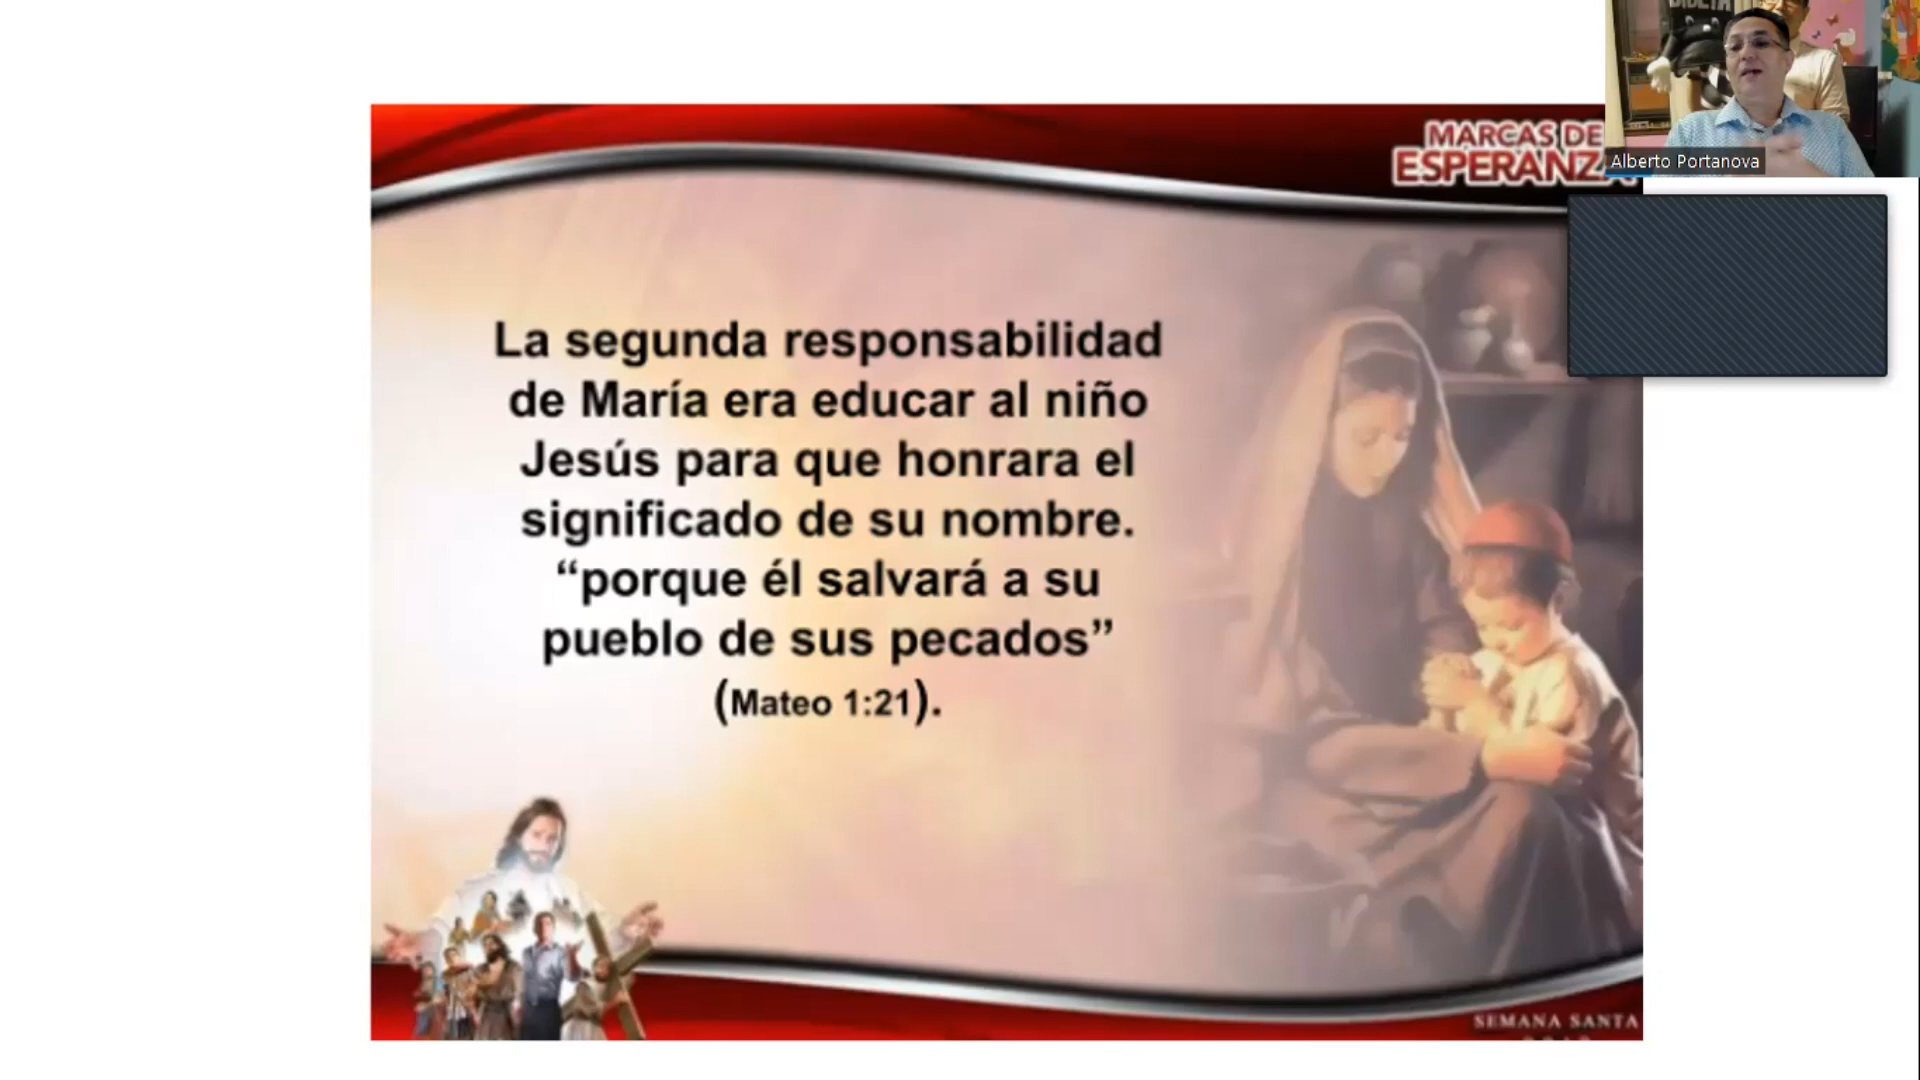 MARCAS DE
Alberto Portanova
La segunda responsabilidad
de María era educar al niño
Jesús para que honrara el
significado de su nombre.
“porque él salvará a su
pueblo de sus pecados”
(Mateo 1:21).
SEMANA SANTA